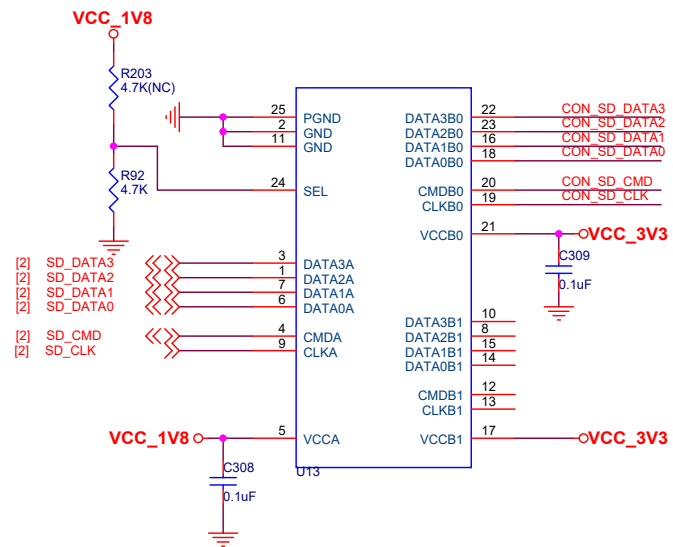 VCC_1V8
R203
4.7K(NC)
R92
4.7K
25 PGND
2 GND
11 GND
24 SEL
[2] SD_DATA3 3 DATA3A
[2] SD_DATA2 1 DATA2A
[2] SD_DATA1 7 DATA1A
[2] SD_DATA0 6 DATA0A
[2] SD_CMD 4 CMDA
[2] SD_CLK 9 CLKA
VCC_1V8 5 VCCA
C308
0.1uF
U13
DATA3B0 22 CON_SD_DATA3
DATA2B0 23 CON_SD_DATA2
DATA1B0 16 CON_SD_DATA1
DATA0B0 18 CON_SD_DATA0
CMDB0 20 CON_SD_CMD
CLKB0 19 CON_SD_CLK
VCCB0 21 VCC_3V3
C309
0.1uF
DATA3B1 10
DATA2B1 8
DATA1B1 15
DATA0B1 14
CMDB1 12
CLKB1 13
VCCB1 17 VCC_3V3